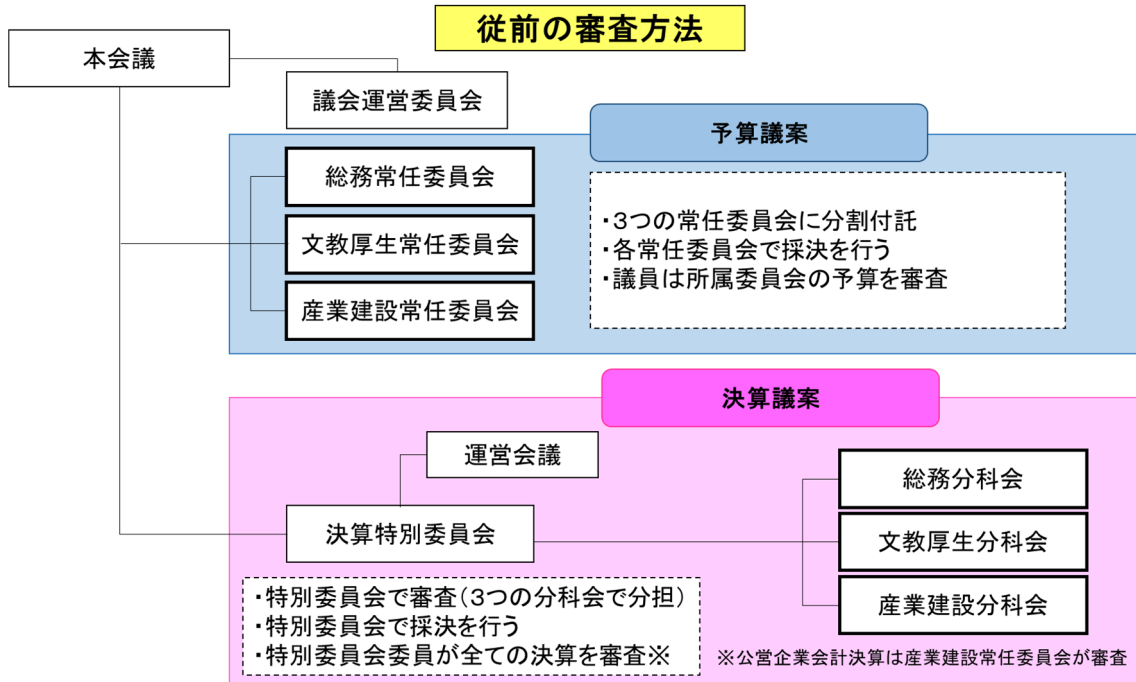 従前の審査方法
本会議
議会運営委員会
予算議案
総務常任委員会
文教厚生常任委員会
産業建設常任委員会
・3つの常任委員会に分割付託
・各常任委員会で採決を行う
・議員は所属委員会の予算を審査
決算議案
運営会議
決算特別委員会
総務分科会
文教厚生分科会
産業建設分科会
・特別委員会で審査（3つの分科会で分担）
・特別委員会で採決を行う
・特別委員会委員が全ての決算を審査※
※公営企業会計決算は産業建設常任委員会が審査